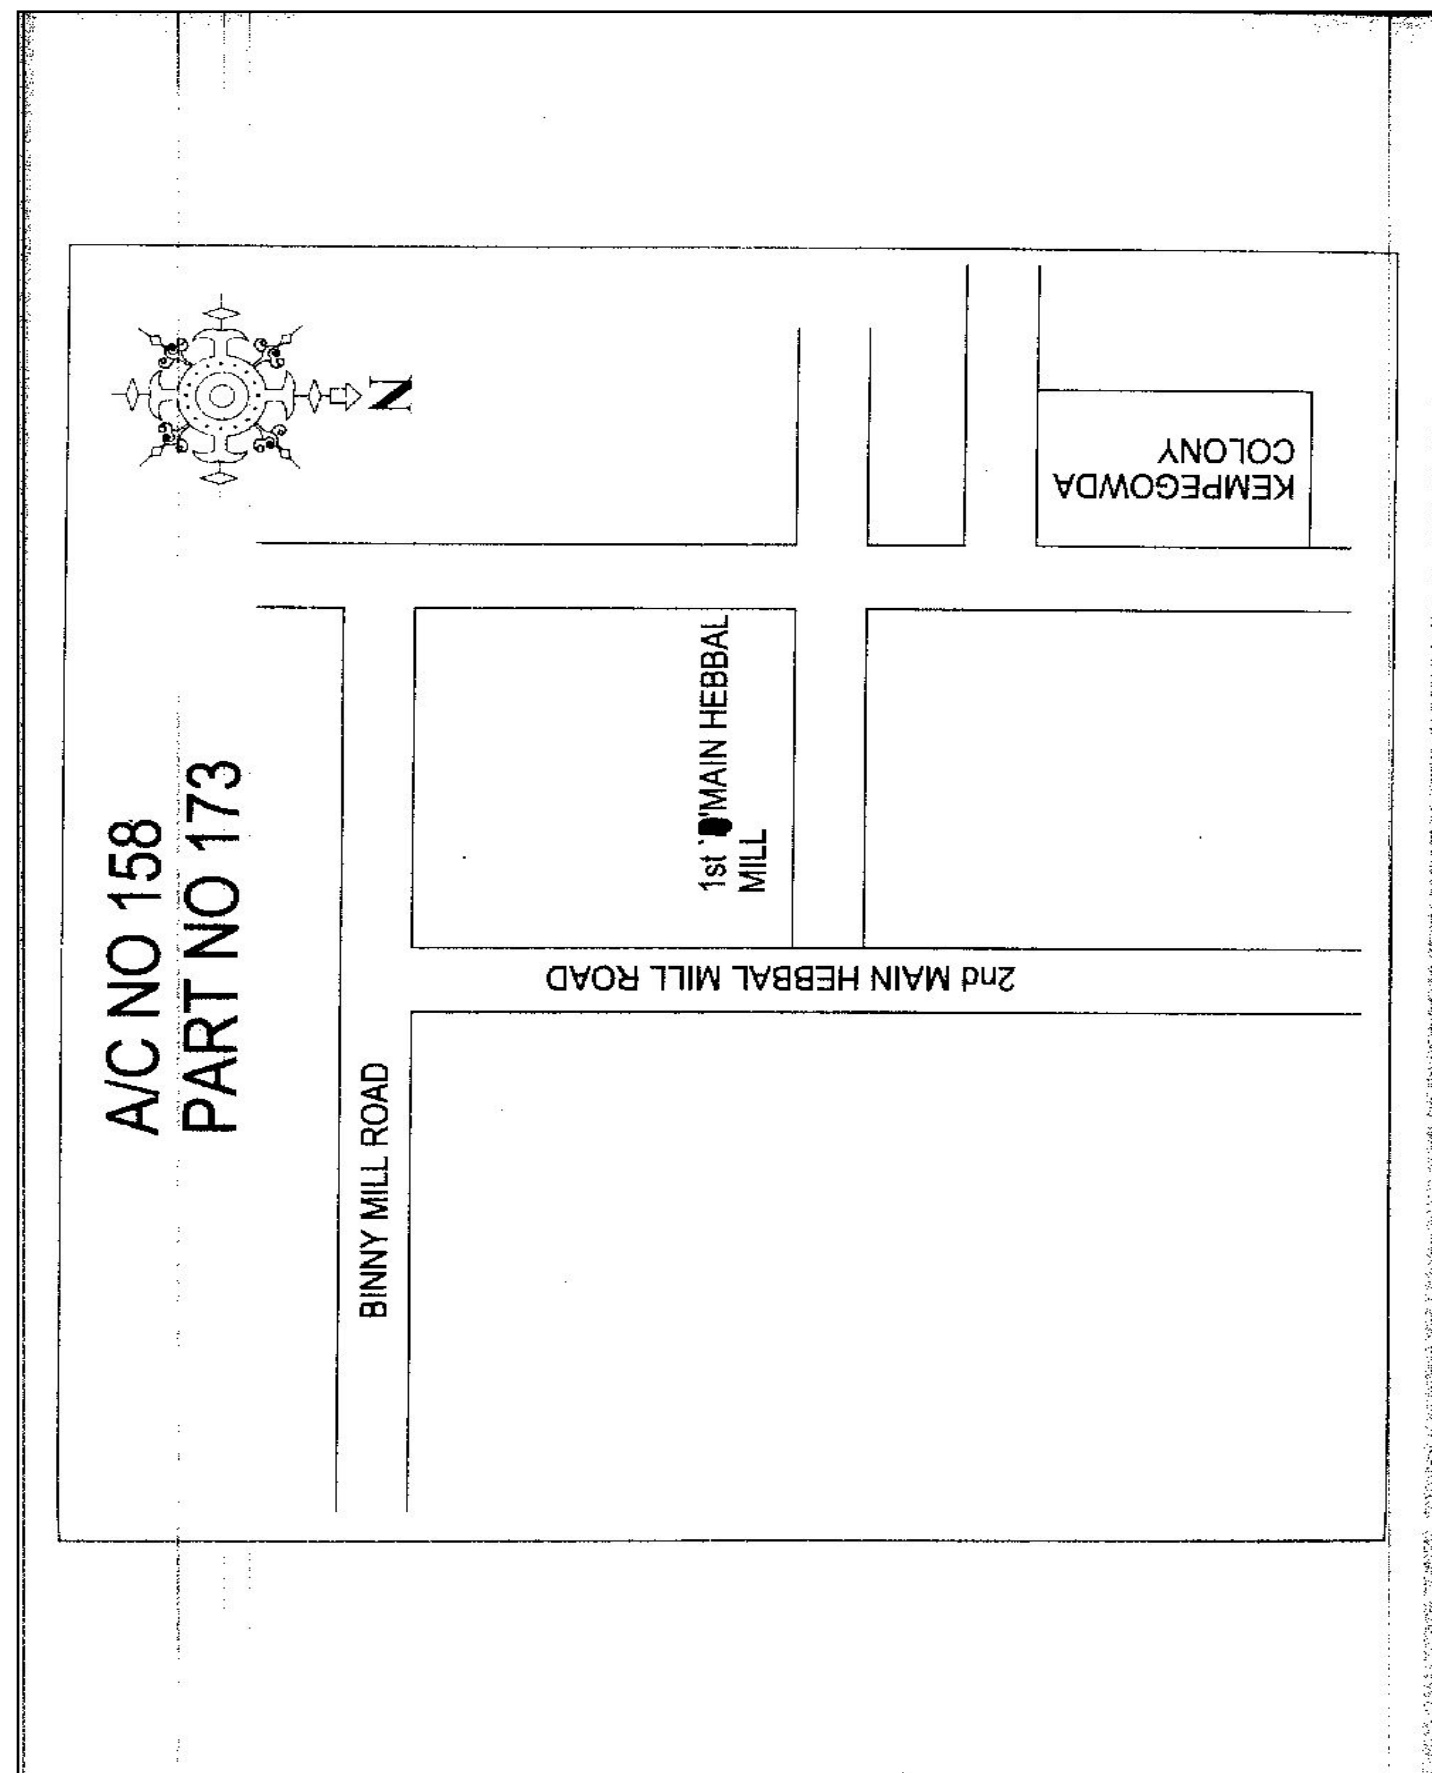 A/C NO 158
PART NO 173
N
BINNY MILL ROAD
1st MAIN HEBBAL
MILL
2nd MAIN HEBBAL MILL ROAD
KEMPEGOWDA
COLONY